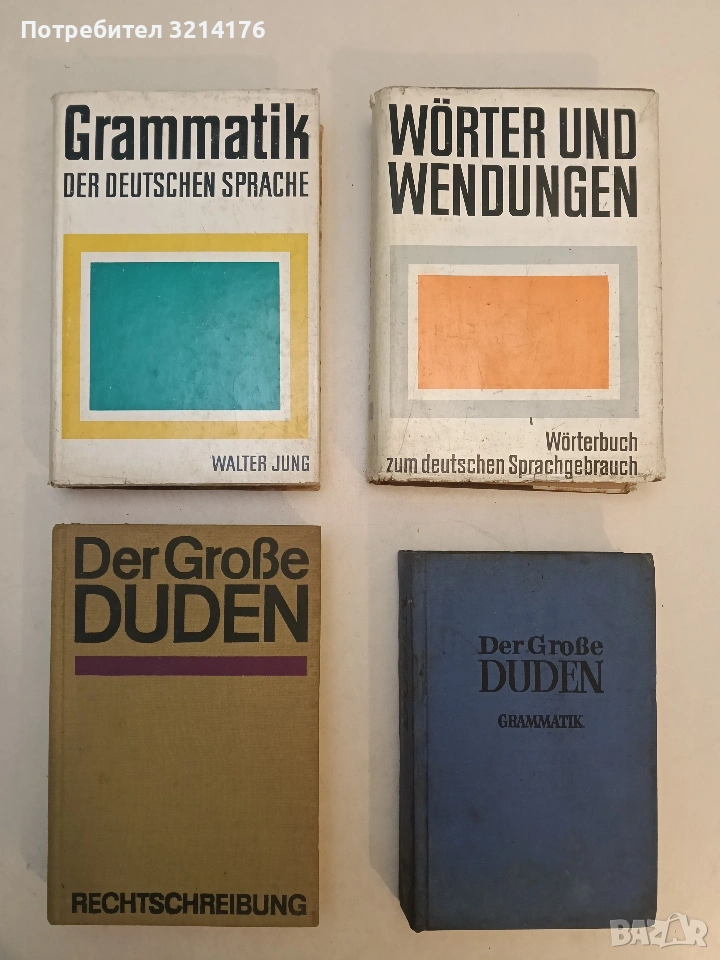 Потребител 3214176
Grammatik
DER DEUTSCHEN SPRACHE
WALTER JUNG
WÖRTER UND
WENDUNGEN
Wörterbuch
zum deutschen Sprachgebrauch
Der Große
DUDEN
RECHTSCHREIBUNG
Der Große
DUDEN
GRAMMATIK
BAZAR